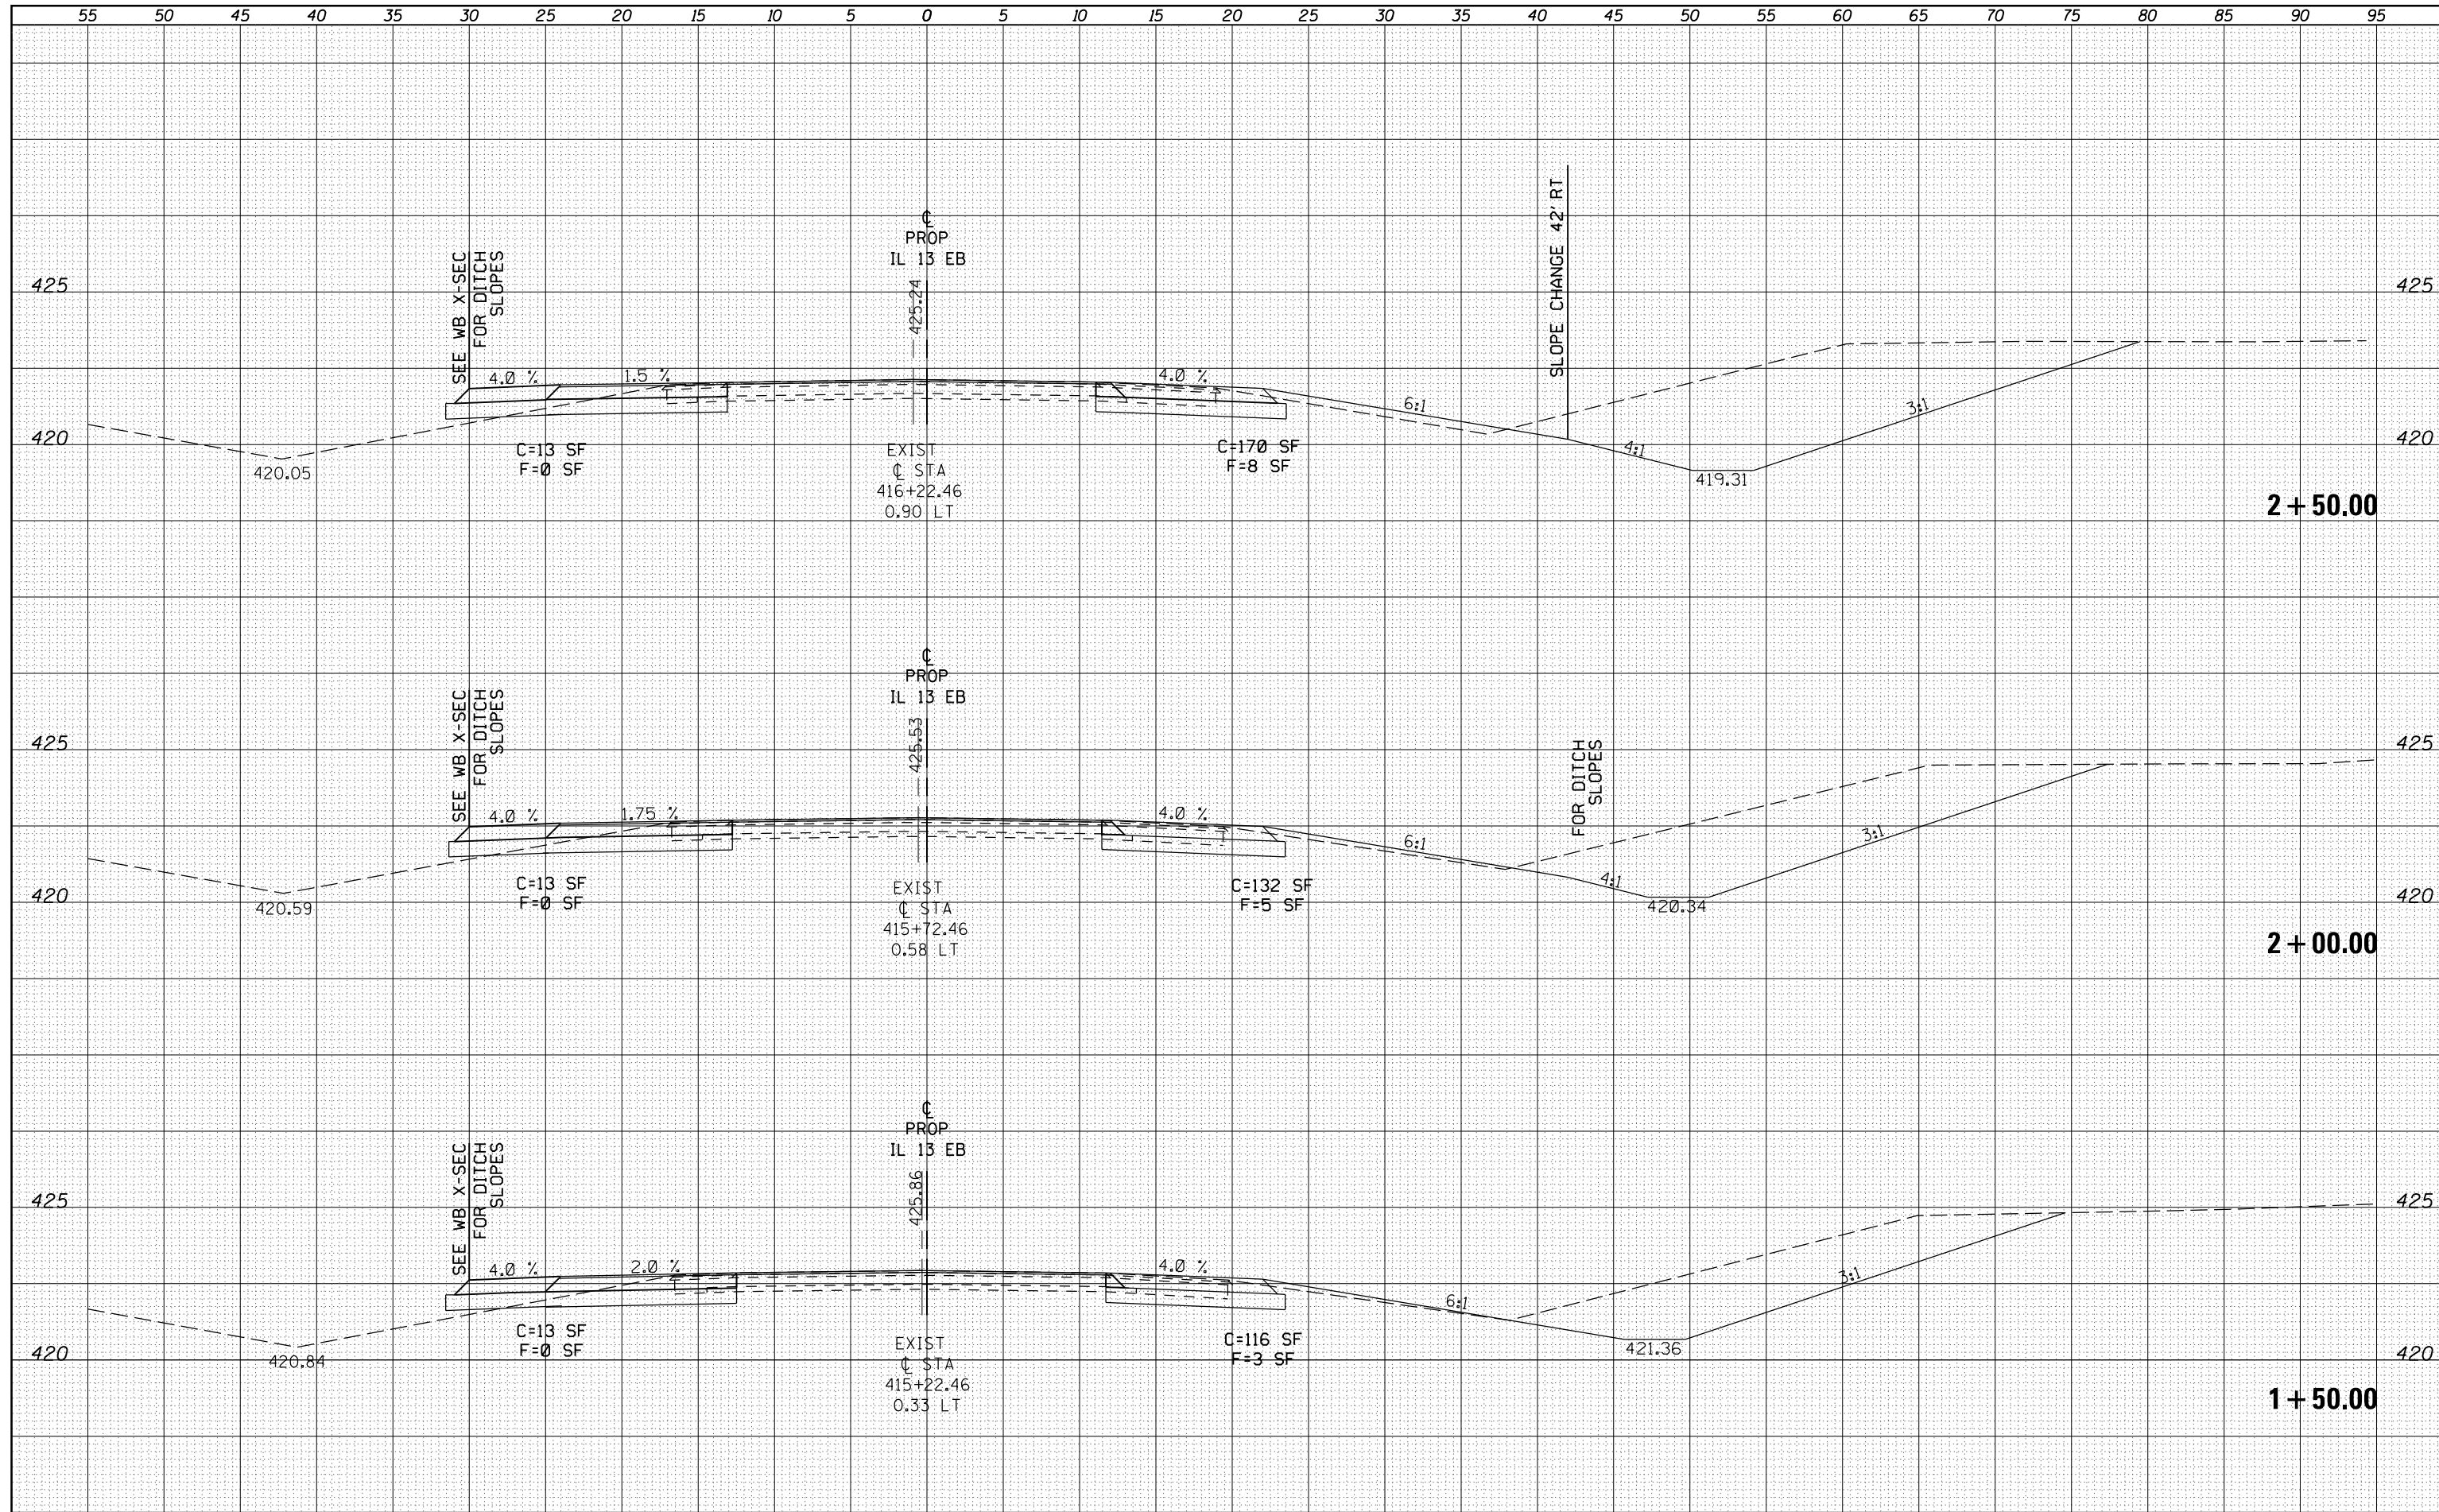 55 50 45 40 35 30 25 20 15 10 5 0 5 10 15 20 25 30 35 40 45 50 55 60 65 70 75 80 85 90 95
℄
PROP
IL 13 EB
425.24
SEE WB X-SEC
FOR DITCH
SLOPES
SLOPE CHANGE 42' RT
425 425
4.0 % 1.5 % 4.0 %
6:1
4:1
3:1
420 420
420.05
C=13 SF
F=0 SF
EXIST
℄ STA
416+22.46
0.90 LT
C=170 SF
F=8 SF
419.31
2+50.00
℄
PROP
IL 13 EB
425.53
SEE WB X-SEC
FOR DITCH
SLOPES
FOR DITCH
SLOPES
425 425
4.0 % 1.75 % 4.0 %
6:1
4:1
3:1
420 420
420.59
C=13 SF
F=0 SF
EXIST
℄ STA
415+72.46
0.58 LT
C=132 SF
F=5 SF
420.34
2+00.00
℄
PROP
IL 13 EB
425.86
SEE WB X-SEC
FOR DITCH
SLOPES
425 425
4.0 % 2.0 % 4.0 %
6:1
3:1
420 420
420.84
C=13 SF
F=0 SF
EXIST
℄ STA
415+22.46
0.33 LT
C=116 SF
F=3 SF
421.36
1+50.00